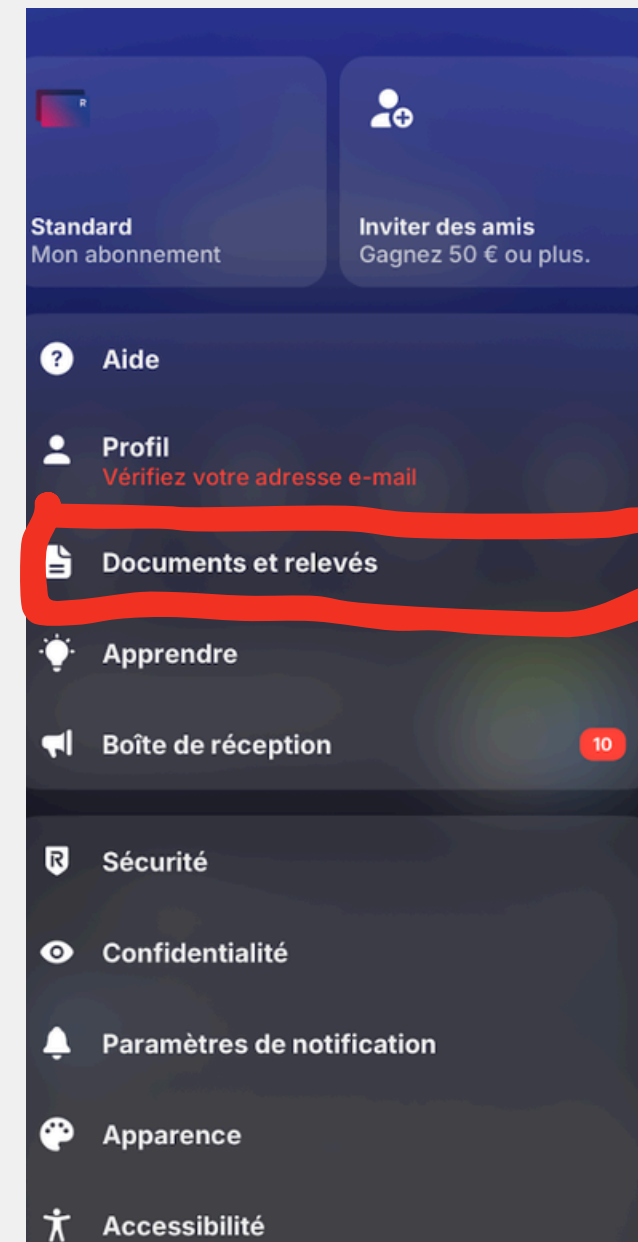 R
Standard
Mon abonnement
Inviter des amis
Gagnez 50 € ou plus.
? Aide
Profil
Vérifiez votre adresse e-mail
Documents et relevés
Apprendre
Boîte de réception 10
R Sécurité
Confidentialité
Paramètres de notification
Apparence
Accessibilité